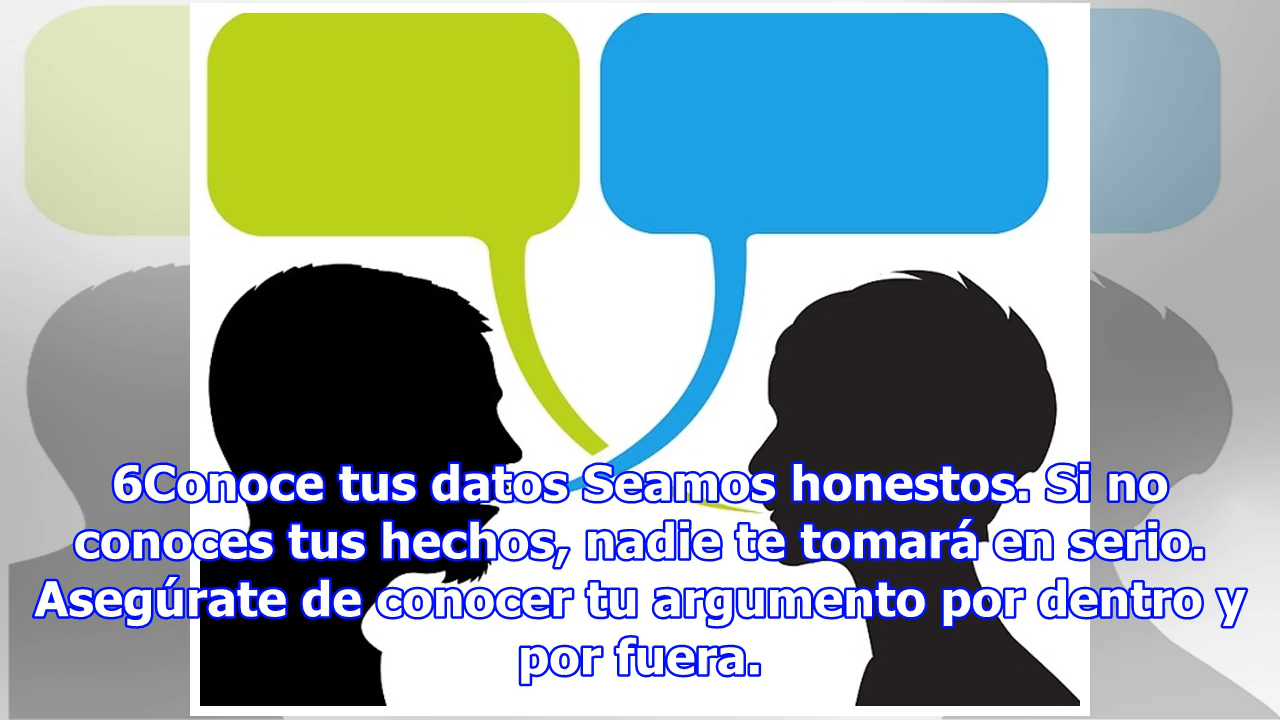 6Conoce tus datos Seamos honestos. Si no
conoces tus hechos, nadie te tomará en serio.
Asegúrate de conocer tu argumento por dentro y
por fuera.